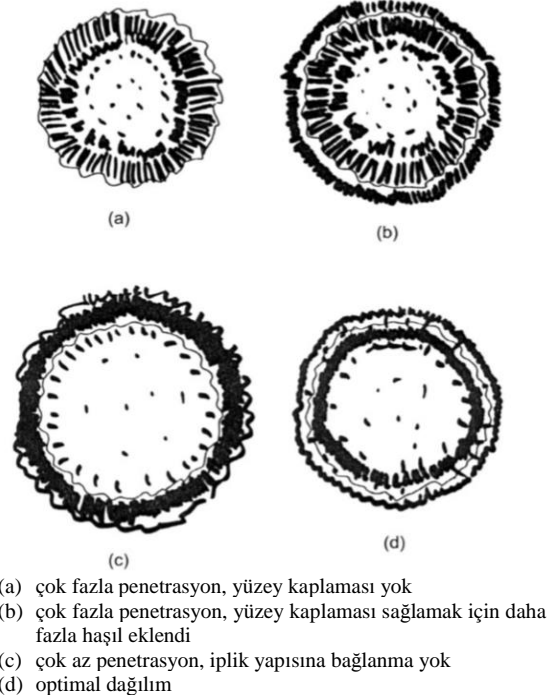 (a)
(b)
(c)
(d)
(a) çok fazla penetrasyon, yüzey kaplaması yok
(b) çok fazla penetrasyon, yüzey kaplaması sağlamak için daha
fazla haşıl eklendi
(c) çok az penetrasyon, iplik yapısına bağlanma yok
(d) optimal dağılım